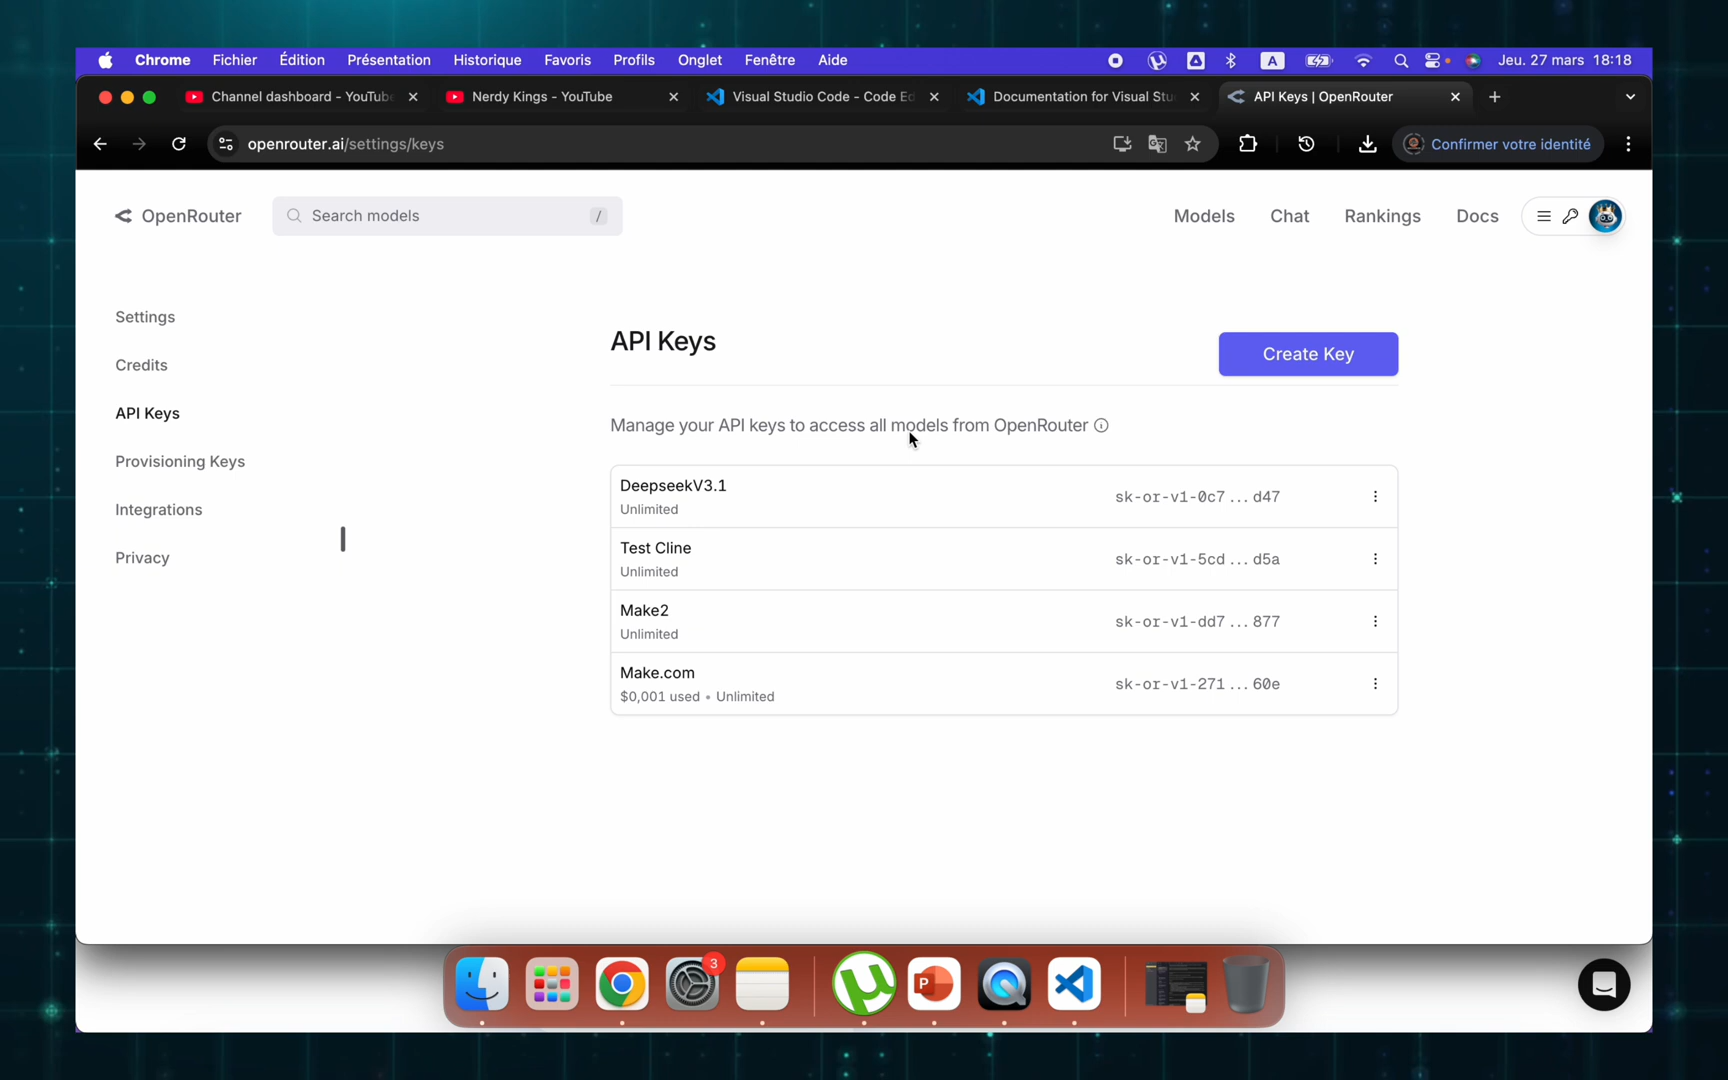 Chrome Fichier Édition Présentation Historique Favoris Profils Onglet Fenêtre Aide A Jeu. 27 mars 18:18
Channel dashboard - YouTube Nerdy Kings - YouTube Visual Studio Code - Code Ed Documentation for Visual Stu API Keys | OpenRouter
openrouter.ai/settings/keys Confirmer votre identité
OpenRouter Search models / Models Chat Rankings Docs
Settings
Credits
API Keys
Provisioning Keys
Integrations
Privacy
API Keys
Create Key
Manage your API keys to access all models from OpenRouter
DeepseekV3.1
Unlimited
sk-or-v1-0c7...d47
Test Cline
Unlimited
sk-or-v1-5cd...d5a
Make2
Unlimited
sk-or-v1-dd7...877
Make.com
$0,001 used • Unlimited
sk-or-v1-271...60e
3
P